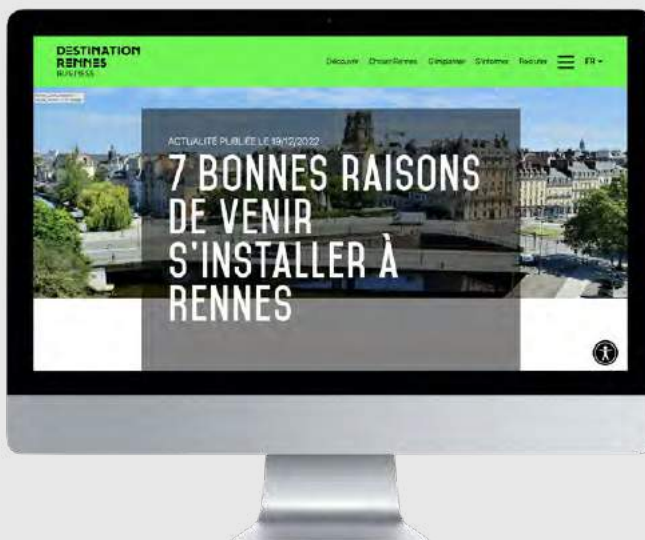 DESTINATION
RENNES
BUSINESS
Découvrir Choisir Rennes S'implanter S'informer Recruter FR
ACTUALITÉ PUBLIÉE LE 19/12/2022
7 BONNES RAISONS
DE VENIR
S'INSTALLER À
RENNES